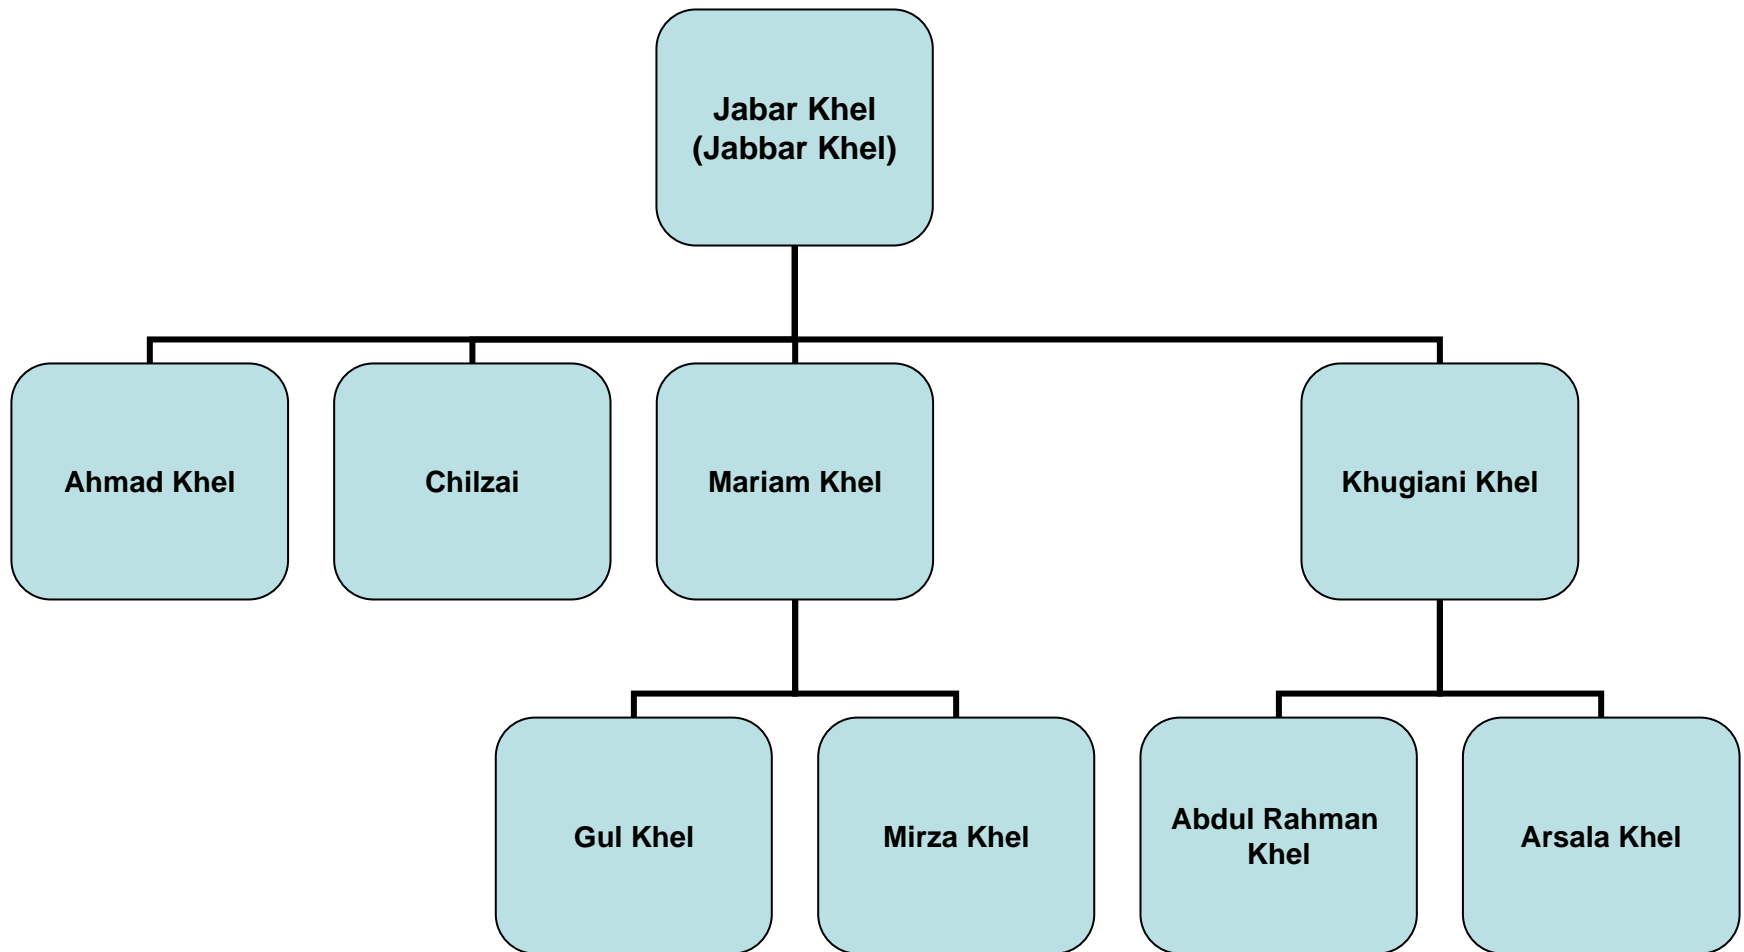 Jabar Khel
(Jabbar Khel)
Ahmad Khel
Chilzai
Mariam Khel
Khugiani Khel
Gul Khel
Mirza Khel
Abdul Rahman
Khel
Arsala Khel